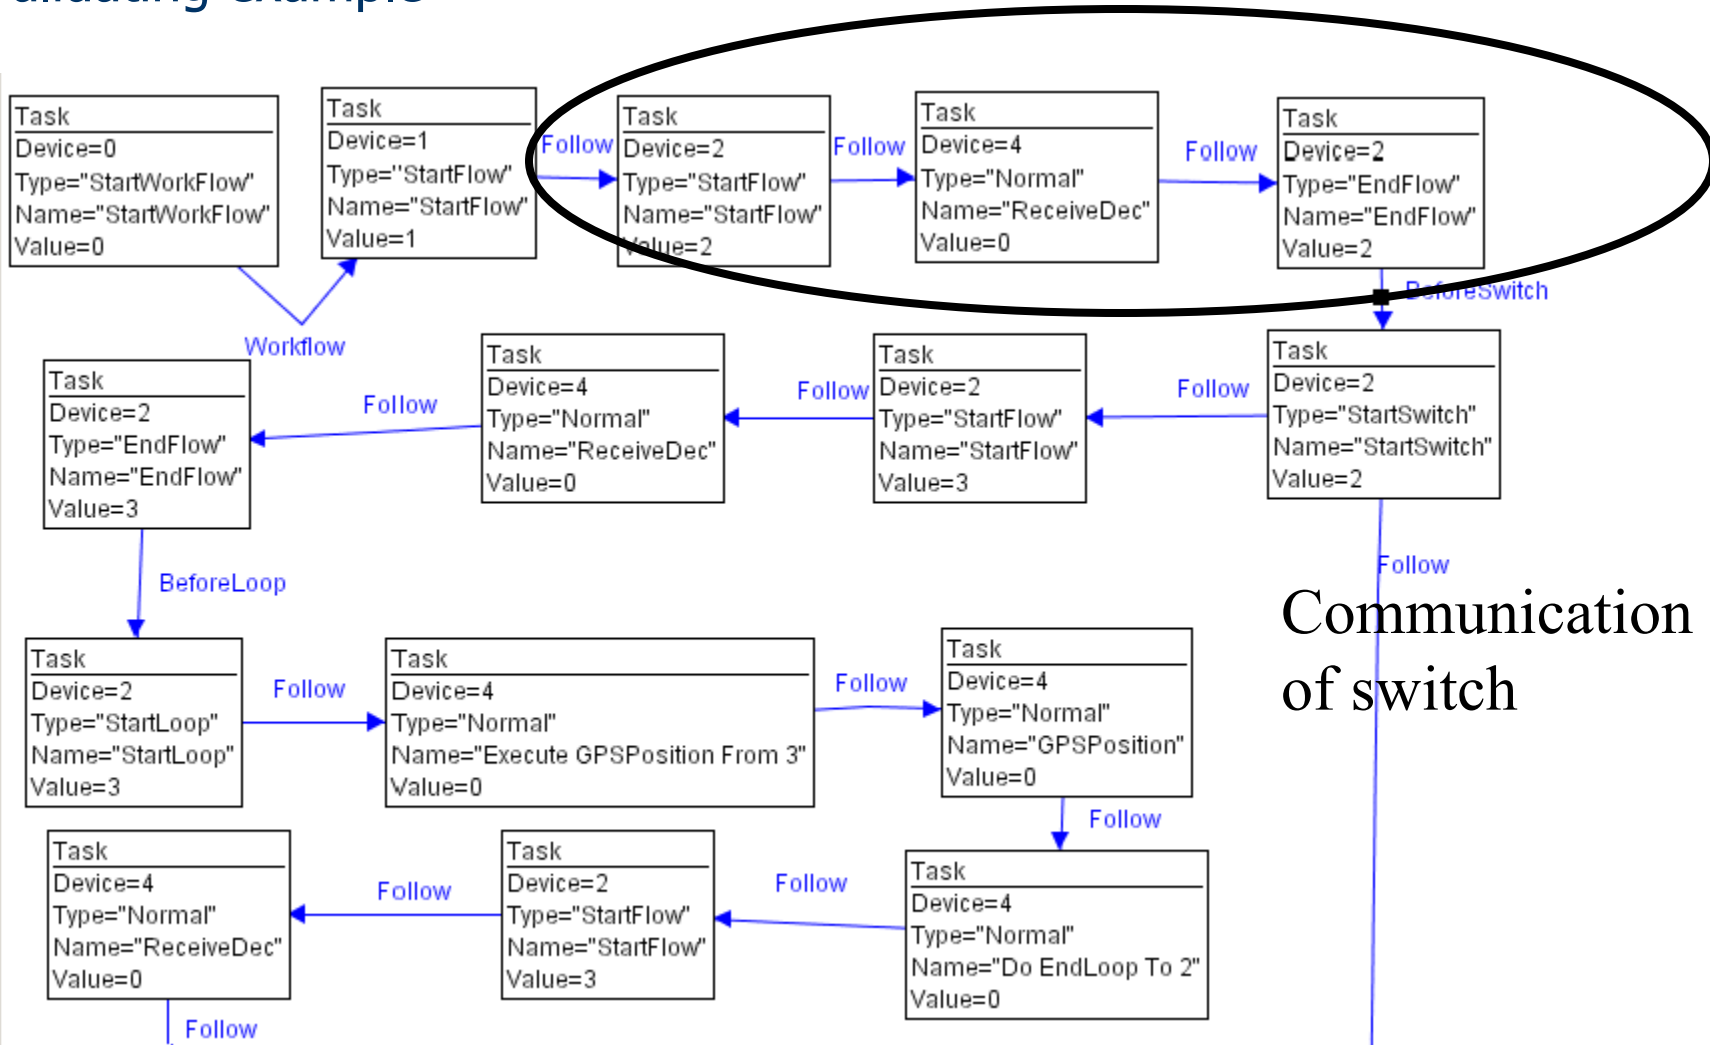 alidating example
Task
Device=0
Type="StartWorkFlow"
Name="StartWorkFlow"
Value=0
Task
Device=1
Type="StartFlow"
Name="StartFlow"
Value=1
Follow
Task
Device=2
Type="StartFlow"
Name="StartFlow"
Value=2
Follow
Task
Device=4
Type="Normal"
Name="ReceiveDec"
Value=0
Follow
Task
Device=2
Type="EndFlow"
Name="EndFlow"
Value=2
BeforeSwitch
Workflow
Task
Device=2
Type="EndFlow"
Name="EndFlow"
Value=3
Follow
Task
Device=4
Type="Normal"
Name="ReceiveDec"
Value=0
Follow
Task
Device=2
Type="StartFlow"
Name="StartFlow"
Value=3
Follow
Task
Device=2
Type="StartSwitch"
Name="StartSwitch"
Value=2
Follow
BeforeLoop
Communication
of switch
Task
Device=2
Type="StartLoop"
Name="StartLoop"
Value=3
Follow
Task
Device=4
Type="Normal"
Name="Execute GPSPosition From 3"
Value=0
Follow
Task
Device=4
Type="Normal"
Name="GPSPosition"
Value=0
Follow
Task
Device=4
Type="Normal"
Name="ReceiveDec"
Value=0
Follow
Task
Device=2
Type="StartFlow"
Name="StartFlow"
Value=3
Follow
Task
Device=4
Type="Normal"
Name="Do EndLoop To 2"
Value=0
Follow